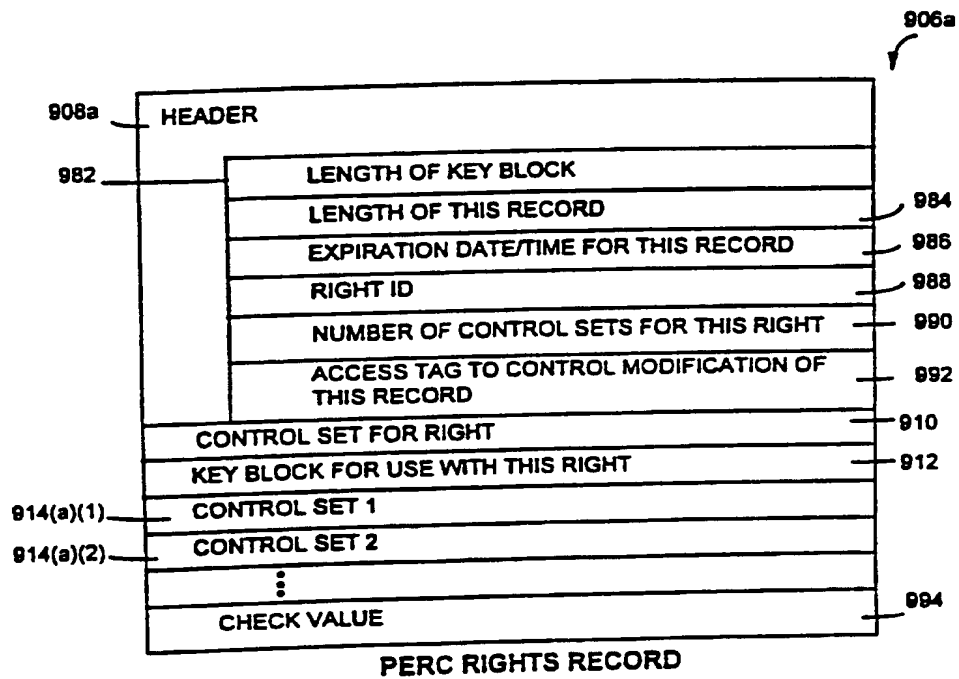 906a
908a HEADER
982 LENGTH OF KEY BLOCK
LENGTH OF THIS RECORD 984
EXPIRATION DATE/TIME FOR THIS RECORD 986
RIGHT ID 988
NUMBER OF CONTROL SETS FOR THIS RIGHT 990
ACCESS TAG TO CONTROL MODIFICATION OF
THIS RECORD 992
CONTROL SET FOR RIGHT 910
KEY BLOCK FOR USE WITH THIS RIGHT 912
914(a)(1) CONTROL SET 1
914(a)(2) CONTROL SET 2
CHECK VALUE 994
PERC RIGHTS RECORD